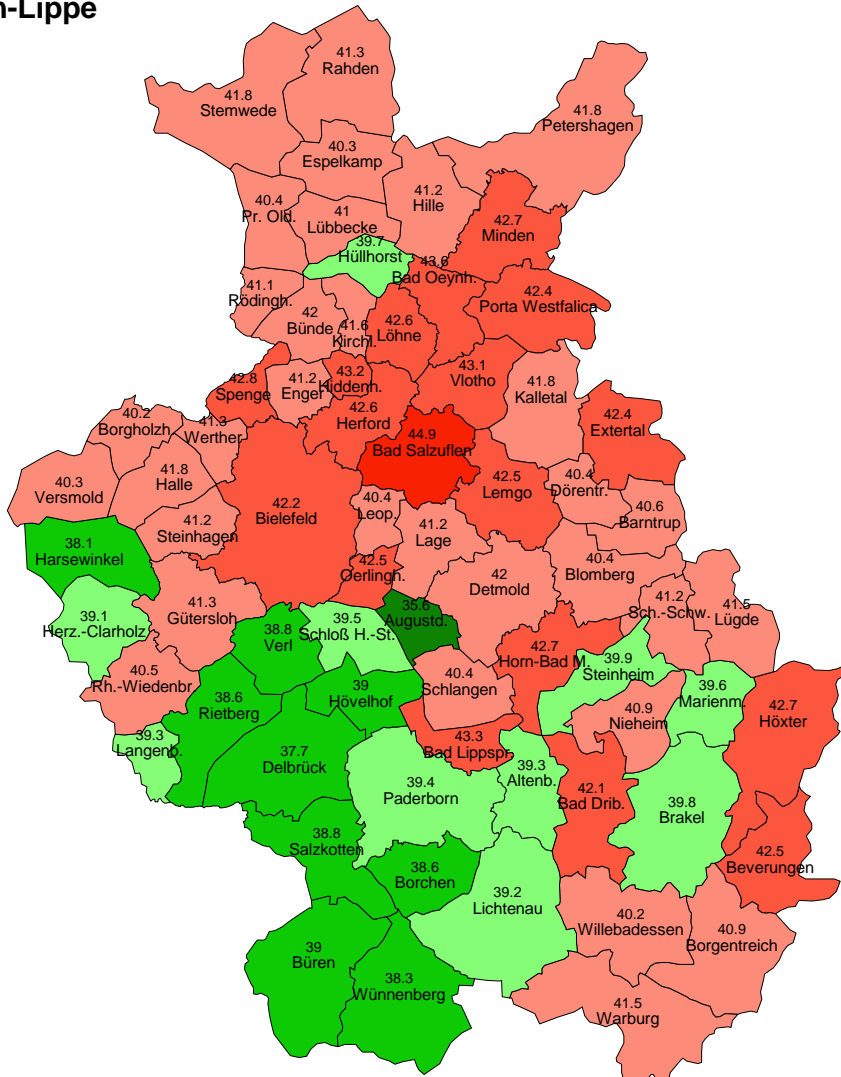 n-Lippe
41.3
Rahden
41.8
Stemwede
41.8
Petershagen
40.3
Espelkamp
41.2
Hille
40.4
Pr. Old.
41
Lübbecke
42.7
Minden
39.7
Hüllhorst
43.6
Bad Oeynh.
41.1
Rödingh.
42.4
Porta Westfalica
42
Bünde
41.6
Kirchl.
42.6
Löhne
43.1
Vlotho
41.8
Kalletal
42.8
Spenge
41.2
Enger
43.2
Hiddenh.
42.6
Herford
42.4
Extertal
40.2
Borgholzh.
41.3
Werther
44.9
Bad Salzuflen
40.3
Versmold
41.8
Halle
42.5
Lemgo
40.4
Dörentr.
40.6
Barntrup
42.2
Bielefeld
40.4
Leop.
41.2
Lage
41.2
Steinhagen
38.1
Harsewinkel
42.5
Oerlingh.
42
Detmold
40.4
Blomberg
41.2
Sch.-Schw.
41.5
Lügde
39.1
Herz.-Clarholz
41.3
Gütersloh
38.8
Verl
39.5
Schloß H.-St.
35.6
Augustd.
42.7
Horn-Bad M.
39.9
Steinheim
39.6
Marienm.
40.5
Rh.-Wiedenbr.
38.6
Rietberg
39
Hövelhof
40.4
Schlangen
40.9
Nieheim
42.7
Höxter
39.3
Langenb.
37.7
Delbrück
43.3
Bad Lippspr.
39.4
Paderborn
39.3
Altenb.
42.1
Bad Drib.
39.8
Brakel
38.8
Salzkotten
38.6
Borchen
42.5
Beverungen
39.2
Lichtenau
40.2
Willebadessen
40.9
Borgentreich
39
Büren
38.3
Wünnenberg
41.5
Warburg